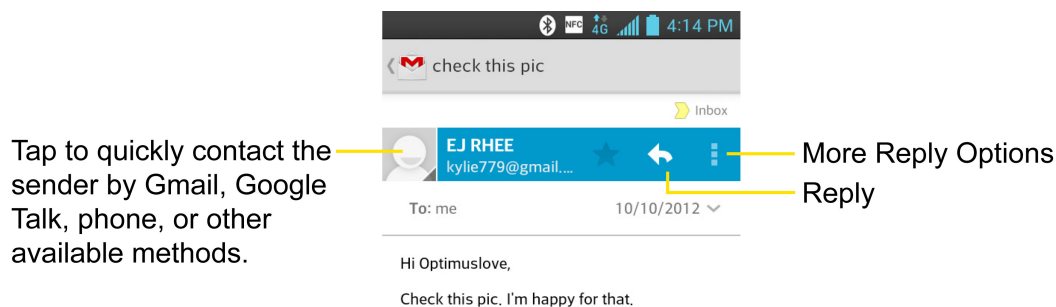 NFC 4G 4:14 PM
check this pic
Inbox
Tap to quickly contact the
sender by Gmail, Google
Talk, phone, or other
available methods.
EJ RHEE
kylie779@gmail....
More Reply Options
Reply
To: me 10/10/2012
Hi Optimuslove,
Check this pic. I'm happy for that.